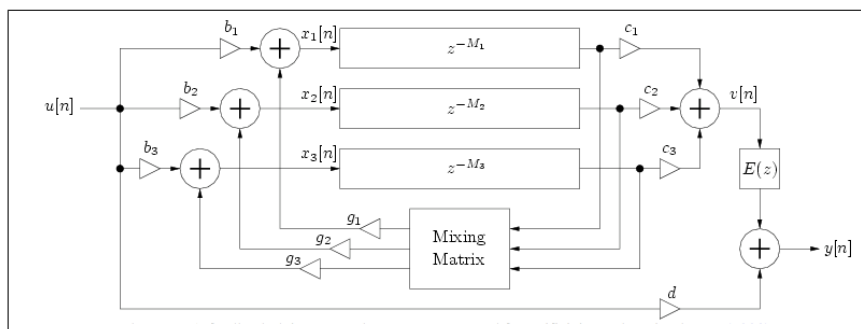 b₁ x₁[n] z^{-M₁} c₁
b₂ x₂[n] z^{-M₂} c₂ v[n]
u[n]
b₃ x₃[n] z^{-M₃} c₃ E(z)
g₁
g₂ Mixing
g₃ Matrix
y[n]
d